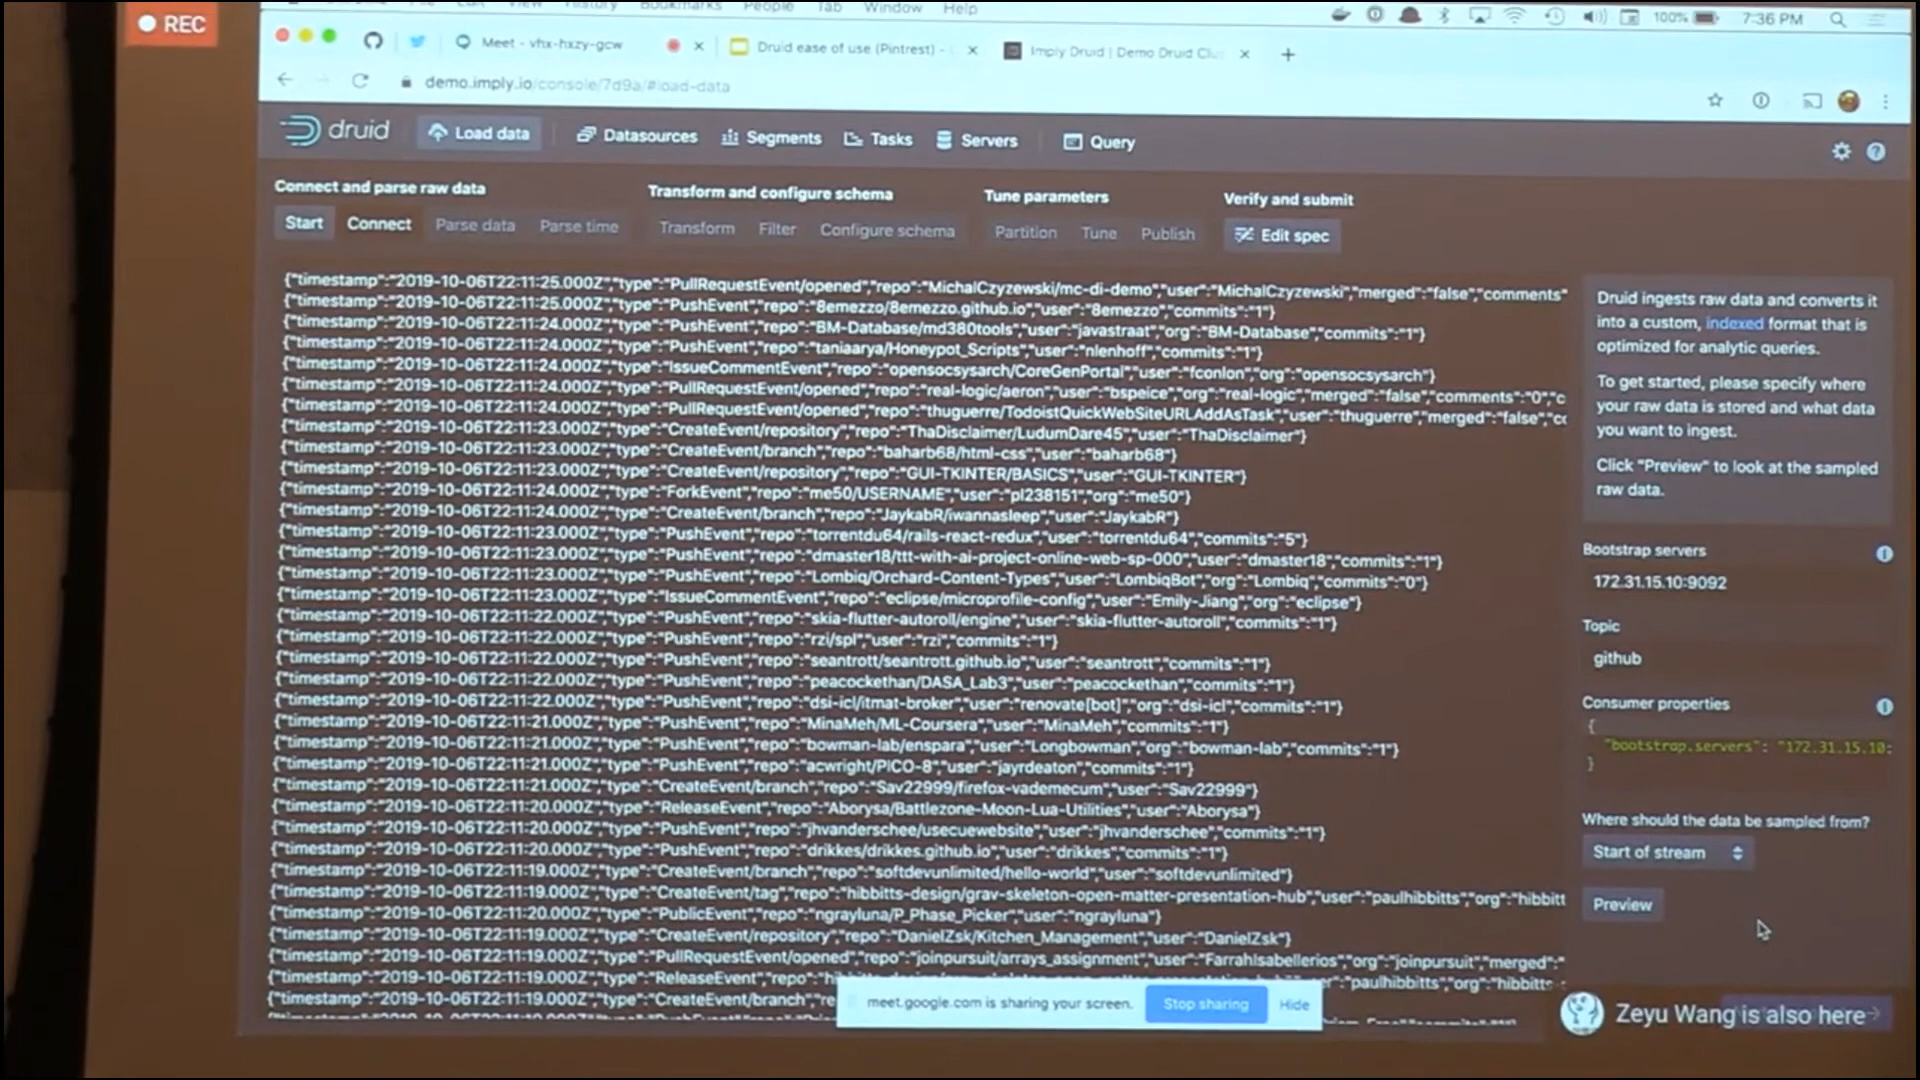 REC
View History Bookmarks People Tab Window Help
100% 7:36 PM
Meet - vhx-hxzy-gcw
Druid ease of use (Pintrest) -
Imply Druid | Demo Druid Clu
demo.imply.io/console/7d9a/#load-data
druid
Load data
Datasources
Segments
Tasks
Servers
Query
Connect and parse raw data
Transform and configure schema
Tune parameters
Verify and submit
Start
Connect
Parse data
Parse time
Transform
Filter
Configure schema
Partition
Tune
Publish
Edit spec
{"timestamp":"2019-10-06T22:11:25.000Z","type":"PullRequestEvent/opened","repo":"MichalCzyzewski/mc-di-demo","user":"MichalCzyzewski","merged":"false","comments"
{"timestamp":"2019-10-06T22:11:25.000Z","type":"PushEvent","repo":"8emezzo/8emezzo.github.io","user":"8emezzo","commits":"1"}
{"timestamp":"2019-10-06T22:11:24.000Z","type":"PushEvent","repo":"BM-Database/md380tools","user":"javastraat","org":"BM-Database","commits":"1"}
{"timestamp":"2019-10-06T22:11:24.000Z","type":"PushEvent","repo":"taniaarya/Honeypot_Scripts","user":"nlenhoff","commits":"1"}
{"timestamp":"2019-10-06T22:11:24.000Z","type":"IssueCommentEvent","repo":"opensocsysarch/CoreGenPortal","user":"fconlon","org":"opensocsysarch"}
{"timestamp":"2019-10-06T22:11:24.000Z","type":"PullRequestEvent/opened","repo":"real-logic/aeron","user":"bspeice","org":"real-logic","merged":"false","comments":"0","c
{"timestamp":"2019-10-06T22:11:24.000Z","type":"PullRequestEvent/opened","repo":"thuguerre/TodoistQuickWebSiteURLAddAsTask","user":"thuguerre","merged":"false","cc
{"timestamp":"2019-10-06T22:11:23.000Z","type":"CreateEvent/repository","repo":"ThaDisclaimer/LudumDare45","user":"ThaDisclaimer"}
{"timestamp":"2019-10-06T22:11:23.000Z","type":"CreateEvent/branch","repo":"baharb68/html-css","user":"baharb68"}
{"timestamp":"2019-10-06T22:11:23.000Z","type":"CreateEvent/repository","repo":"GUI-TKINTER/BASICS","user":"GUI-TKINTER"}
{"timestamp":"2019-10-06T22:11:24.000Z","type":"ForkEvent","repo":"me50/USERNAME","user":"pl238151","org":"me50"}
{"timestamp":"2019-10-06T22:11:24.000Z","type":"CreateEvent/branch","repo":"JaykabR/iwannasleep","user":"JaykabR"}
{"timestamp":"2019-10-06T22:11:23.000Z","type":"PushEvent","repo":"torrentdu64/rails-react-redux","user":"torrentdu64","commits":"5"}
{"timestamp":"2019-10-06T22:11:23.000Z","type":"PushEvent","repo":"dmaster18/ttt-with-ai-project-online-web-sp-000","user":"dmaster18","commits":"1"}
{"timestamp":"2019-10-06T22:11:23.000Z","type":"PushEvent","repo":"Lombiq/Orchard-Content-Types","user":"LombiqBot","org":"Lombiq","commits":"0"}
{"timestamp":"2019-10-06T22:11:23.000Z","type":"IssueCommentEvent","repo":"eclipse/microprofile-config","user":"Emily-Jiang","org":"eclipse"}
{"timestamp":"2019-10-06T22:11:22.000Z","type":"PushEvent","repo":"skia-flutter-autoroll/engine","user":"skia-flutter-autoroll","commits":"1"}
{"timestamp":"2019-10-06T22:11:22.000Z","type":"PushEvent","repo":"rzi/spl","user":"rzi","commits":"1"}
{"timestamp":"2019-10-06T22:11:22.000Z","type":"PushEvent","repo":"seantrott/seantrott.github.io","user":"seantrott","commits":"1"}
{"timestamp":"2019-10-06T22:11:22.000Z","type":"PushEvent","repo":"peacockethan/DASA_Lab3","user":"peacockethan","commits":"1"}
{"timestamp":"2019-10-06T22:11:22.000Z","type":"PushEvent","repo":"dsi-icl/itmat-broker","user":"renovate[bot]","org":"dsi-icl","commits":"1"}
{"timestamp":"2019-10-06T22:11:21.000Z","type":"PushEvent","repo":"MinaMeh/ML-Coursera","user":"MinaMeh","commits":"1"}
{"timestamp":"2019-10-06T22:11:21.000Z","type":"PushEvent","repo":"bowman-lab/enspara","user":"Longbowman","org":"bowman-lab","commits":"1"}
{"timestamp":"2019-10-06T22:11:21.000Z","type":"PushEvent","repo":"acwright/PICO-8","user":"jayrdeaton","commits":"1"}
{"timestamp":"2019-10-06T22:11:21.000Z","type":"CreateEvent/branch","repo":"Sav22999/firefox-vademecum","user":"Sav22999"}
{"timestamp":"2019-10-06T22:11:20.000Z","type":"ReleaseEvent","repo":"Aborysa/Battlezone-Moon-Lua-Utilities","user":"Aborysa"}
{"timestamp":"2019-10-06T22:11:20.000Z","type":"PushEvent","repo":"jhvanderschee/usecuewebsite","user":"jhvanderschee","commits":"1"}
{"timestamp":"2019-10-06T22:11:20.000Z","type":"PushEvent","repo":"drikkes/drikkes.github.io","user":"drikkes","commits":"1"}
{"timestamp":"2019-10-06T22:11:19.000Z","type":"CreateEvent/branch","repo":"softdevunlimited/hello-world","user":"softdevunlimited"}
{"timestamp":"2019-10-06T22:11:19.000Z","type":"CreateEvent/tag","repo":"hibbitts-design/grav-skeleton-open-matter-presentation-hub","user":"paulhibbitts","org":"hibbitt
{"timestamp":"2019-10-06T22:11:20.000Z","type":"PublicEvent","repo":"ngrayluna/P_Phase_Picker","user":"ngrayluna"}
{"timestamp":"2019-10-06T22:11:19.000Z","type":"CreateEvent/repository","repo":"DanielZsk/Kitchen_Management","user":"DanielZsk"}
{"timestamp":"2019-10-06T22:11:19.000Z","type":"PullRequestEvent/opened","repo":"joinpursuit/arrays_assignment","user":"FarrahIsabellerios","org":"joinpursuit","merged":"
{"timestamp":"2019-10-06T22:11:19.000Z","type":"ReleaseEvent","repo":
{"timestamp":"2019-10-06T22:11:19.000Z","type":"CreateEvent/branch","re
Druid ingests raw data and converts it
into a custom, indexed format that is
optimized for analytic queries.
To get started, please specify where
your raw data is stored and what data
you want to ingest.
Click "Preview" to look at the sampled
raw data.
Bootstrap servers
172.31.15.10:9092
Topic
github
Consumer properties
{
"bootstrap.servers": "172.31.15.10:
}
Where should the data be sampled from?
Start of stream
Preview
meet.google.com is sharing your screen.
Stop sharing
Hide
Zeyu Wang is also here